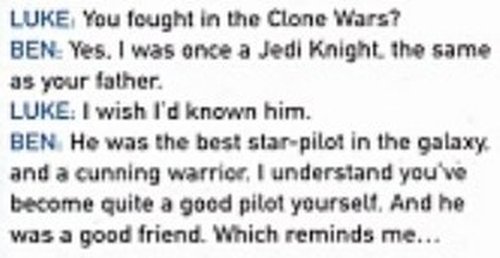 LUKE: You fought in the Clone Wars?
BEN: Yes. I was once a Jedi Knight, the same
as your father.
LUKE: I wish I'd known him.
BEN: He was the best star-pilot in the galaxy,
and a cunning warrior. I understand you've
become quite a good pilot yourself. And he
was a good friend. Which reminds me...